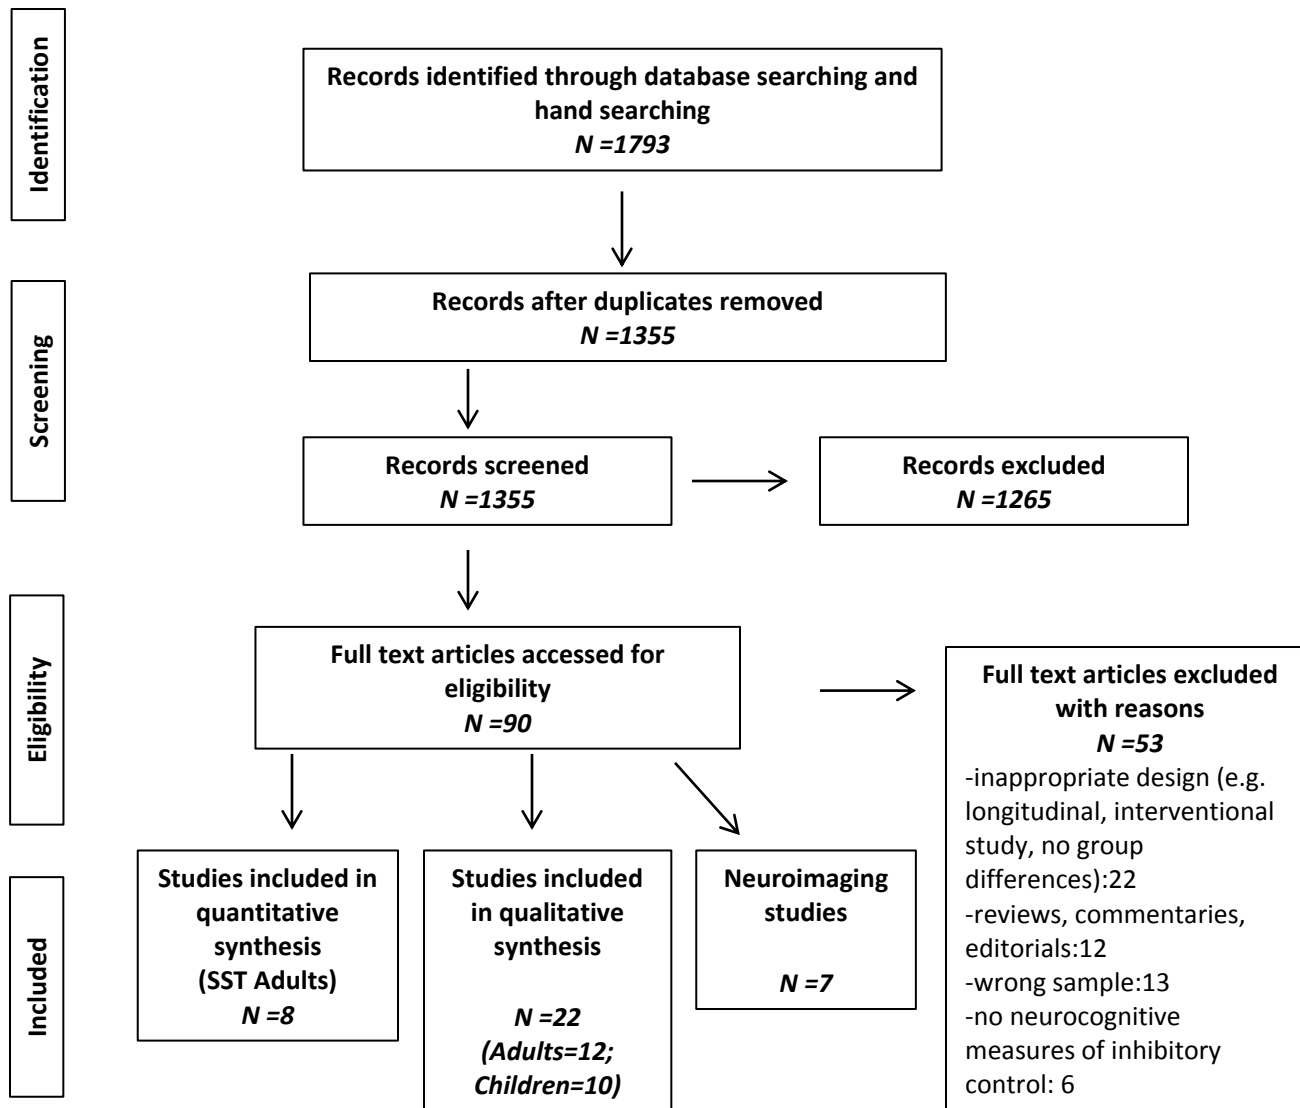 Identification
Records identified through database searching and
hand searching
N =1793
Screening
Records after duplicates removed
N =1355
Records screened
N =1355
Records excluded
N =1265
Eligibility
Full text articles accessed for
eligibility
N =90
Full text articles excluded
with reasons
N =53
-inappropriate design (e.g.
longitudinal, interventional
study, no group
differences):22
-reviews, commentaries,
editorials:12
-wrong sample:13
-no neurocognitive
measures of inhibitory
control: 6
Included
Studies included in
quantitative
synthesis
(SST Adults)
N =8
Studies included
in qualitative
synthesis
N =22
(Adults=12;
Children=10)
Neuroimaging
studies
N =7